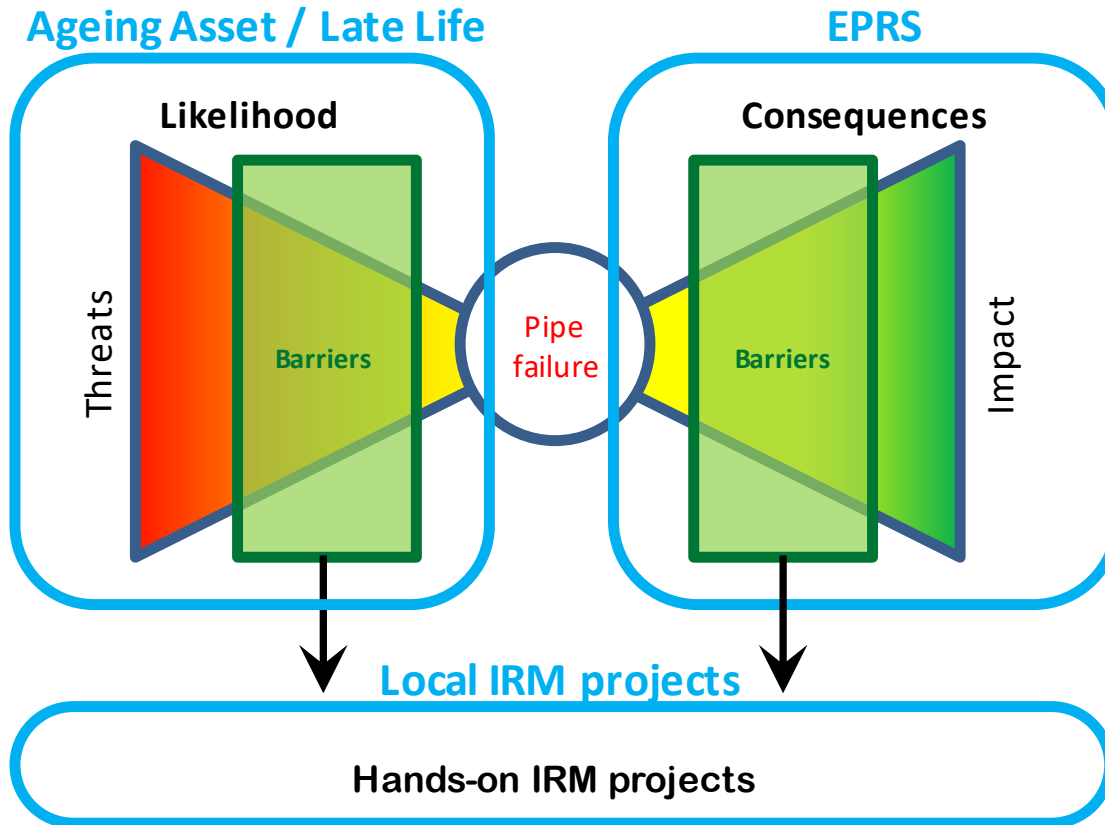 Ageing Asset / Late Life
EPRS
Likelihood
Consequences
Threats
Barriers
Pipe
failure
Barriers
Impact
Local IRM projects
Hands-on IRM projects